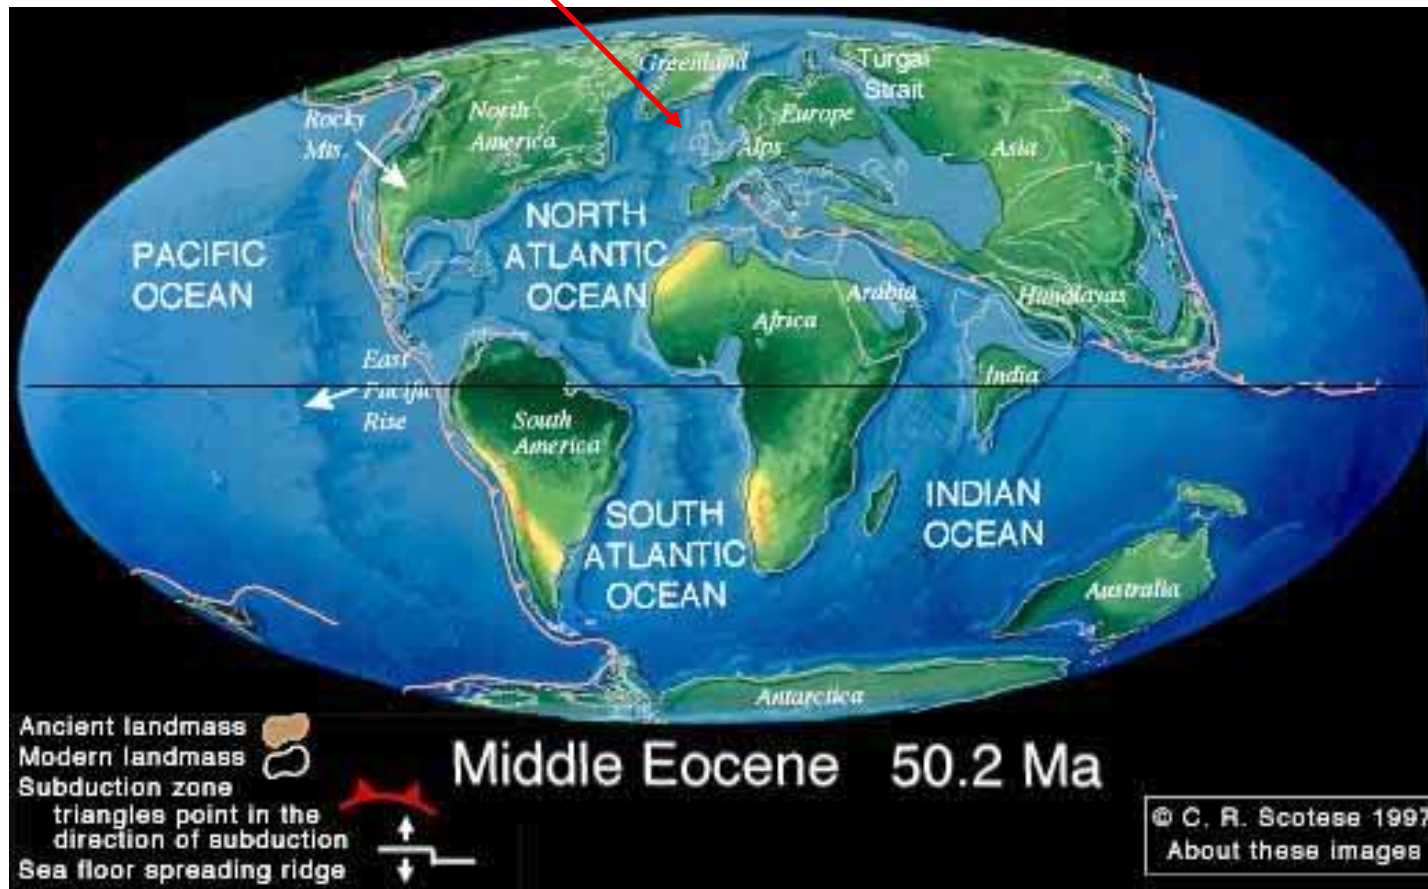 Greenland
Turgai
Strait
North
America
Europe
Rocky
Mts.
Alps
Asia
NORTH
ATLANTIC
OCEAN
PACIFIC
OCEAN
Arabia
Himalayas
Africa
East
Pacific
Rise
India
South
America
INDIAN
OCEAN
SOUTH
ATLANTIC
OCEAN
Australia
Antarctica
Ancient landmass
Modern landmass
Subduction zone
triangles point in the
direction of subduction
Sea floor spreading ridge
Middle Eocene 50.2 Ma
© C. R. Scotese 1997
About these images